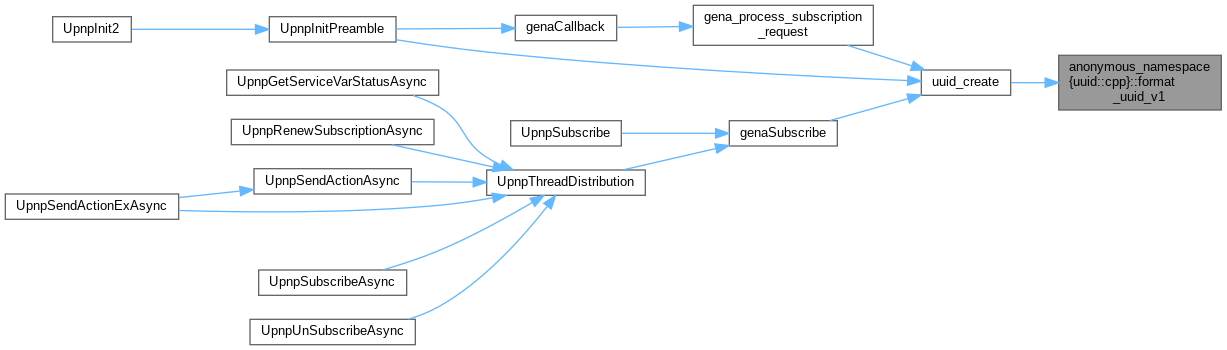 UpnpInit2
UpnpInitPreamble
genaCallback
gena_process_subscription
_request
anonymous_namespace
{uuid::cpp}::format
_uuid_v1
uuid_create
UpnpGetServiceVarStatusAsync
UpnpRenewSubscriptionAsync
UpnpSubscribe
genaSubscribe
UpnpSendActionAsync
UpnpThreadDistribution
UpnpSendActionExAsync
UpnpSubscribeAsync
UpnpUnSubscribeAsync